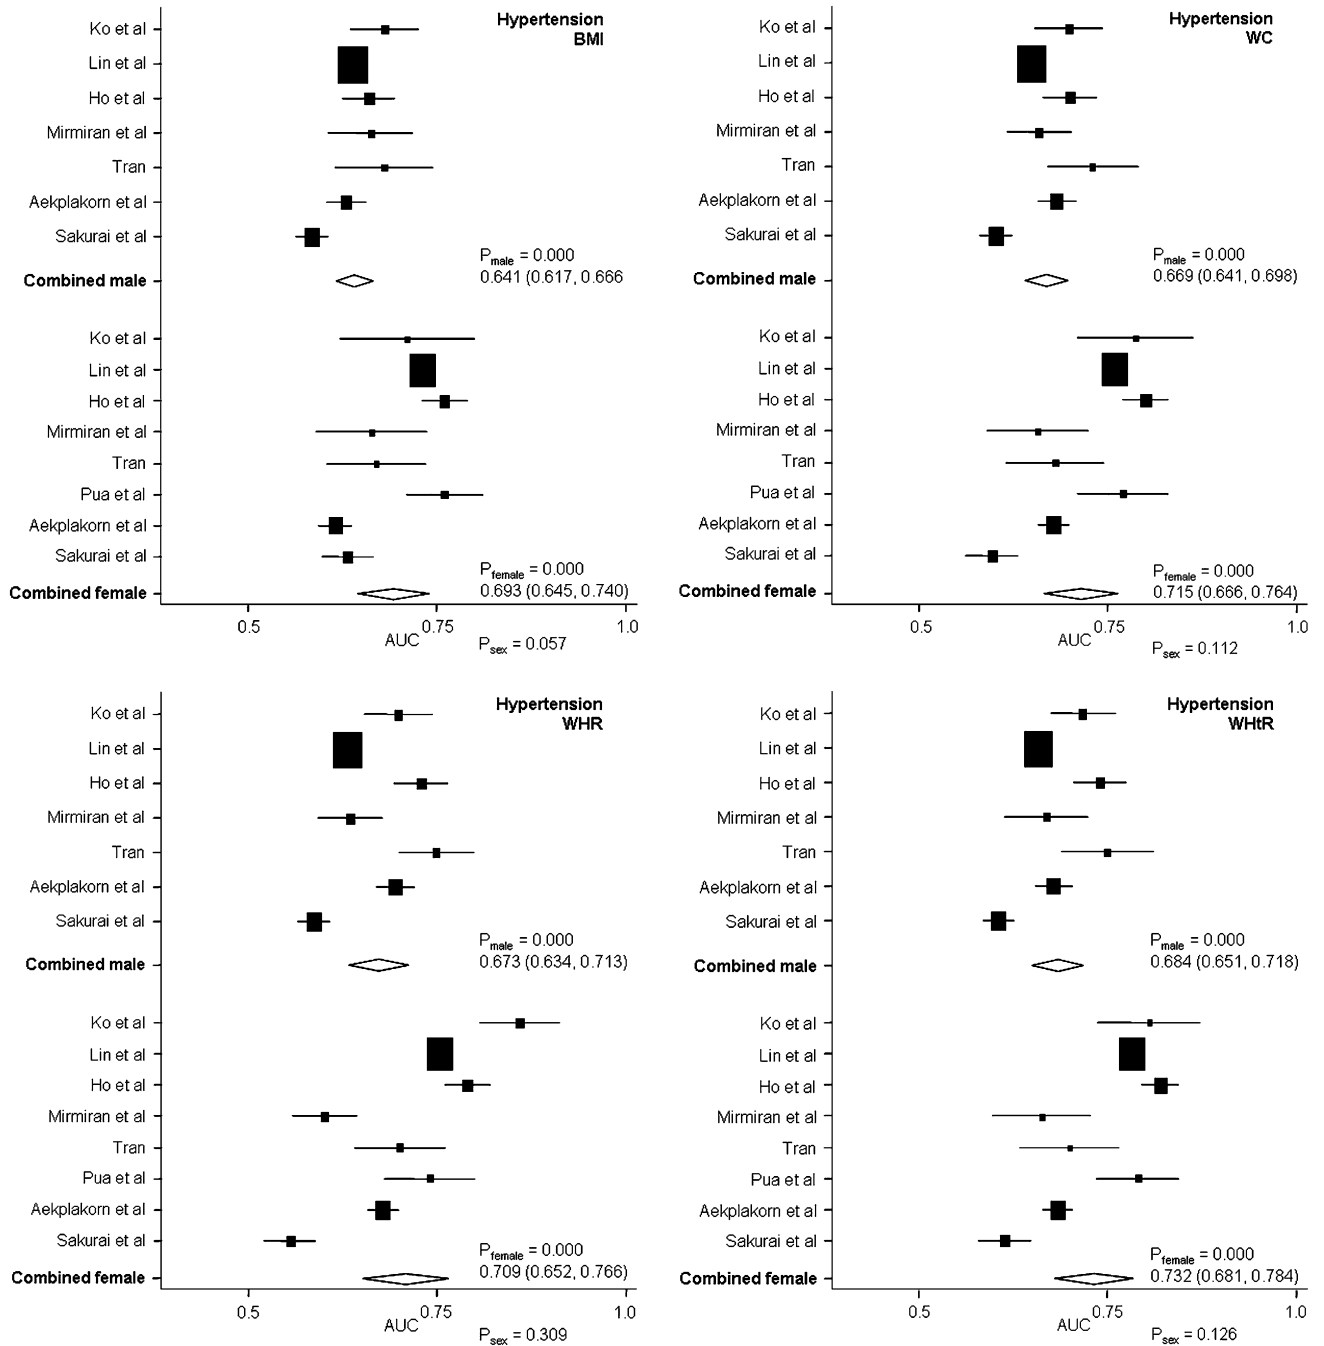 Hypertension
BMI
Ko et al
Lin et al
Ho et al
Mirmiran et al
Tran
Aekplakorn et al
Sakurai et al
P male = 0.000
0.641 (0.617, 0.666
Combined male
Ko et al
Lin et al
Ho et al
Mirmiran et al
Tran
Pua et al
Aekplakorn et al
Sakurai et al
P female = 0.000
0.693 (0.645, 0.740)
Combined female
0.5 0.75 1.0
AUC
P sex = 0.057
Hypertension
WC
Ko et al
Lin et al
Ho et al
Mirmiran et al
Tran
Aekplakorn et al
Sakurai et al
P male = 0.000
0.669 (0.641, 0.698)
Combined male
Ko et al
Lin et al
Ho et al
Mirmiran et al
Tran
Pua et al
Aekplakorn et al
Sakurai et al
P female = 0.000
0.715 (0.666, 0.764)
Combined female
0.5 0.75 1.0
AUC
P sex = 0.112
Hypertension
WHR
Ko et al
Lin et al
Ho et al
Mirmiran et al
Tran
Aekplakorn et al
Sakurai et al
P male = 0.000
0.673 (0.634, 0.713)
Combined male
Ko et al
Lin et al
Ho et al
Mirmiran et al
Tran
Pua et al
Aekplakorn et al
Sakurai et al
P female = 0.000
0.709 (0.652, 0.766)
Combined female
0.5 0.75 1.0
AUC
P sex = 0.309
Hypertension
WHtR
Ko et al
Lin et al
Ho et al
Mirmiran et al
Tran
Aekplakorn et al
Sakurai et al
P male = 0.000
0.684 (0.651, 0.718)
Combined male
Ko et al
Lin et al
Ho et al
Mirmiran et al
Tran
Pua et al
Aekplakorn et al
Sakurai et al
P female = 0.000
0.732 (0.681, 0.784)
Combined female
0.5 0.75 1.0
AUC
P sex = 0.126